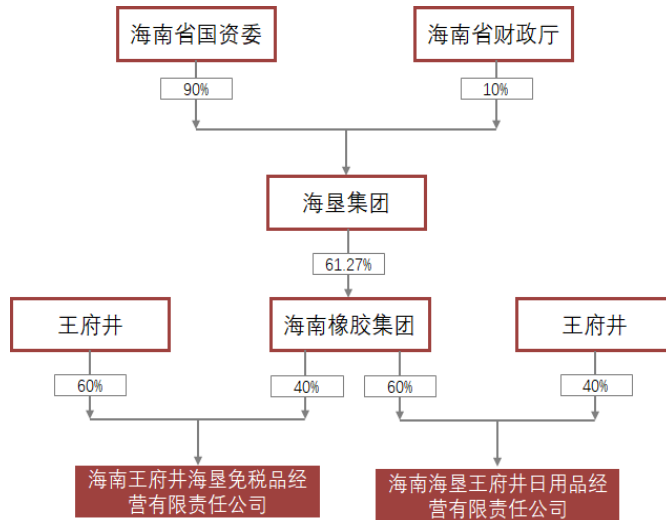 海南省国资委
海南省财政厅
90%
10%
海垦集团
61.27%
王府井
海南橡胶集团
王府井
60%
40%
60%
40%
海南王府井海垦免税品经
营有限责任公司
海南海垦王府井日用品经
营有限责任公司